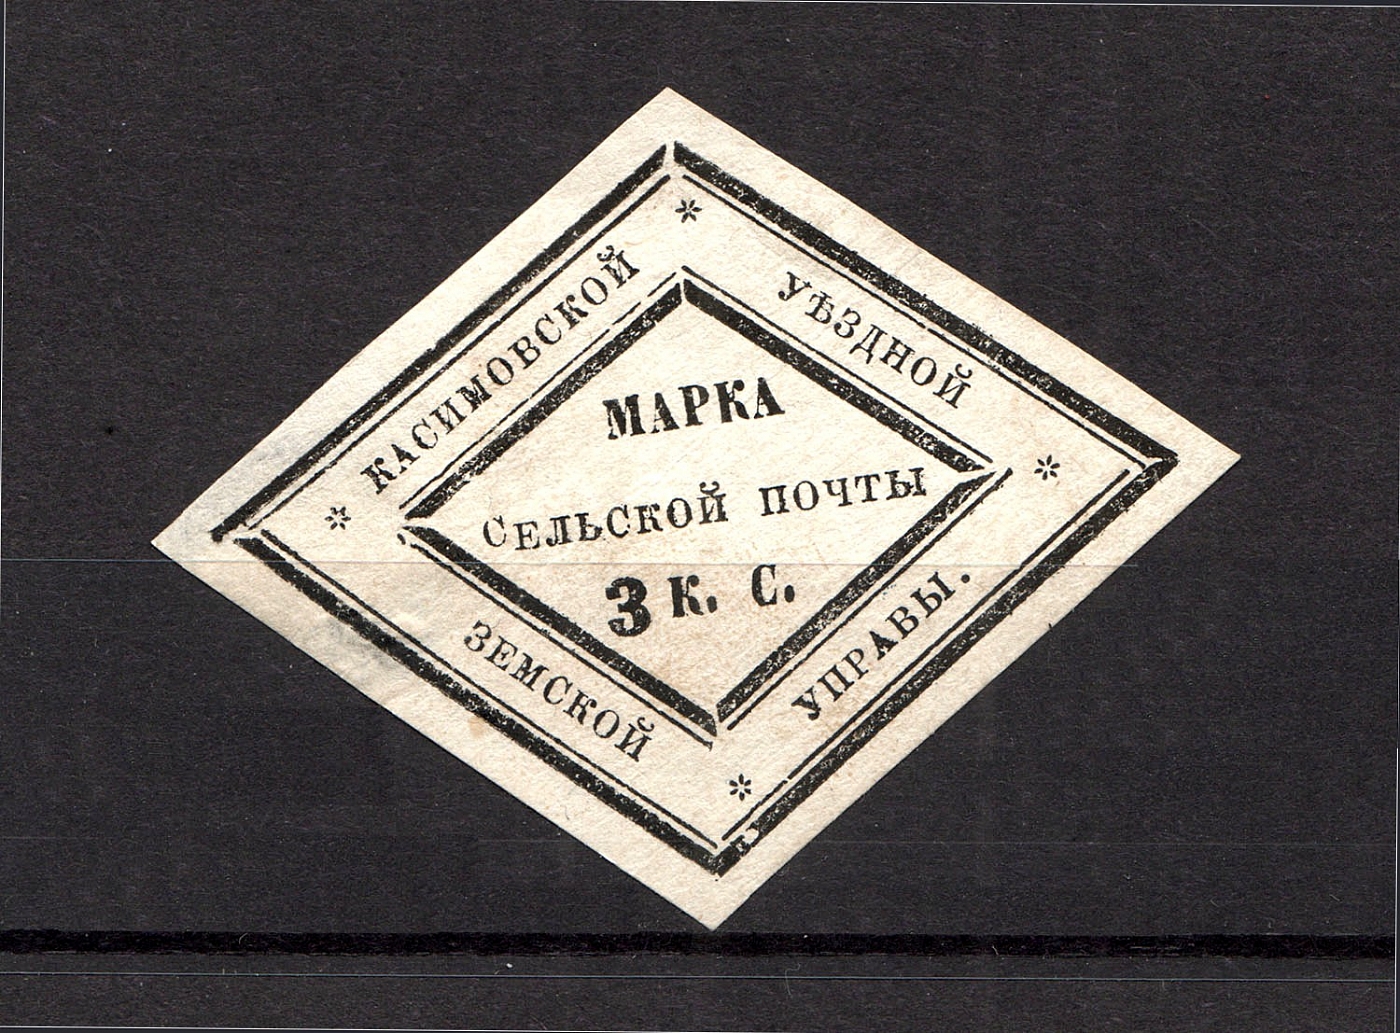 КАСИМОВСКОЙ
УѢЗДНОЙ
ЗЕМСКОЙ
УПРАВЫ.
МАРКА
СЕЛЬСКОЙ ПОЧТЫ
3 К. С.